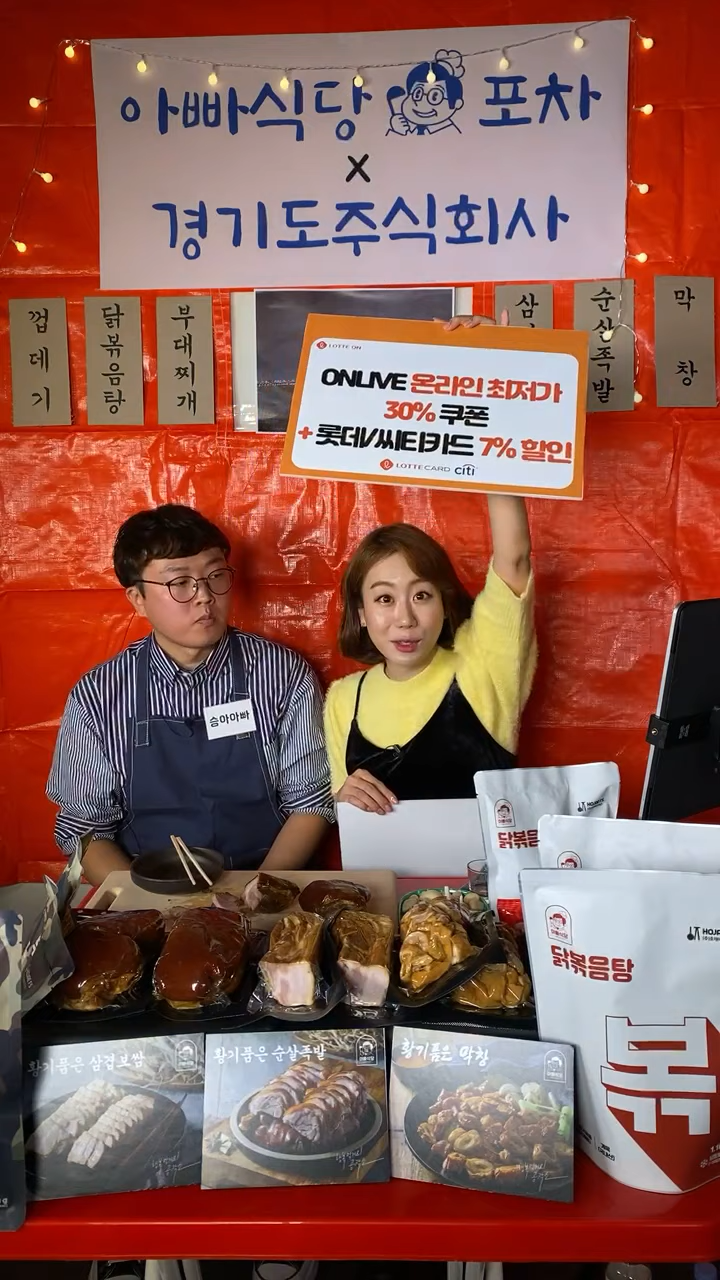 아빠식당 포차
X
경기도주식회사
껍데기
닭볶음탕
부대찌개
삼
순살족발
막창
LOTTE ON
ONLIVE 온라인 최저가
30% 쿠폰
+ 롯데/씨티카드 7% 할인
LOTTE CARD citi
승아아빠
닭볶음
HOJA
닭볶음탕
볶
황기품은 삼겹보쌈
황기품은 순살족발
황기품은 막창